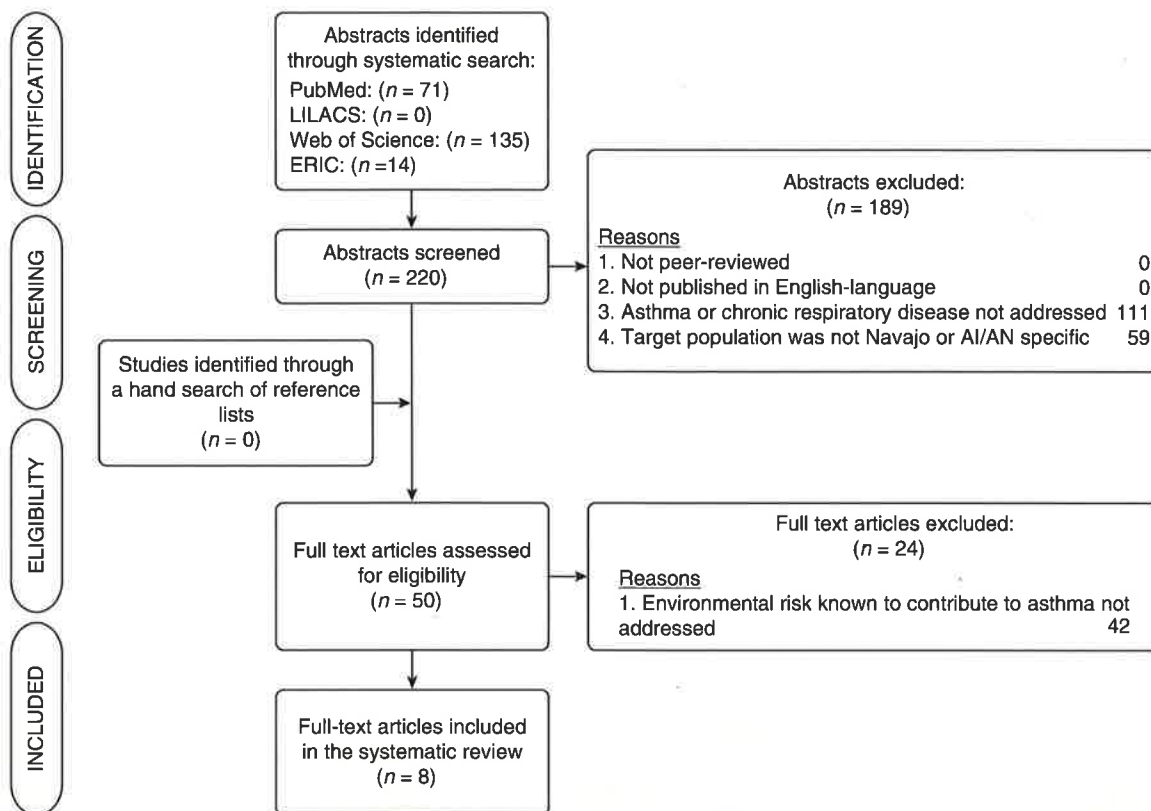 IDENTIFICATION
Abstracts identified
through systematic search:
PubMed: (n = 71)
LILACS: (n = 0)
Web of Science: (n = 135)
ERIC: (n =14)
Abstracts excluded:
(n = 189)
Reasons
1. Not peer-reviewed 0
2. Not published in English-language 0
3. Asthma or chronic respiratory disease not addressed 111
4. Target population was not Navajo or AI/AN specific 59
SCREENING
Abstracts screened
(n = 220)
Studies identified through
a hand search of reference
lists
(n = 0)
ELIGIBILITY
Full text articles assessed
for eligibility
(n = 50)
Full text articles excluded:
(n = 24)
Reasons
1. Environmental risk known to contribute to asthma not
addressed 42
INCLUDED
Full-text articles included
in the systematic review
(n = 8)